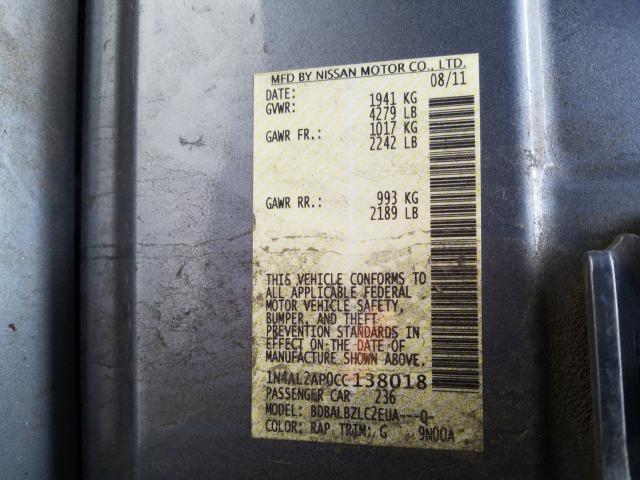 MFD BY NISSAN MOTOR CO., LTD.
DATE: 08/11
GVWR: 1941 KG
4279 LB
GAWR FR.: 1017 KG
2242 LB
GAWR RR.: 993 KG
2189 LB
THIS VEHICLE CONFORMS TO
ALL APPLICABLE FEDERAL
MOTOR VEHICLE SAFETY,
BUMPER, AND THEFT
PREVENTION STANDARDS IN
EFFECT ON THE DATE OF
MANUFACTURE SHOWN ABOVE.
1N4AL2AP0CC138018
PASSENGER CAR 236
MODEL: BDBALBZLC2EUA---Q-
COLOR: RAP TRIM: G 9N00A